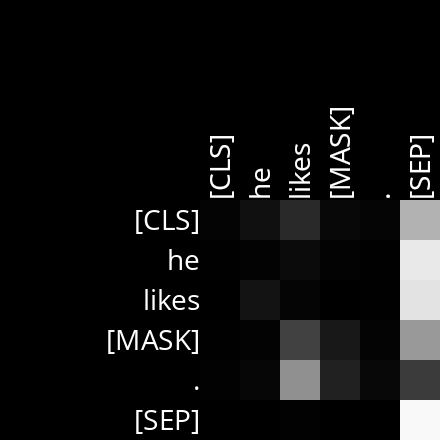 [CLS]
he
likes
[MASK]
.
[SEP]
[CLS]
he
likes
[MASK]
.
[SEP]